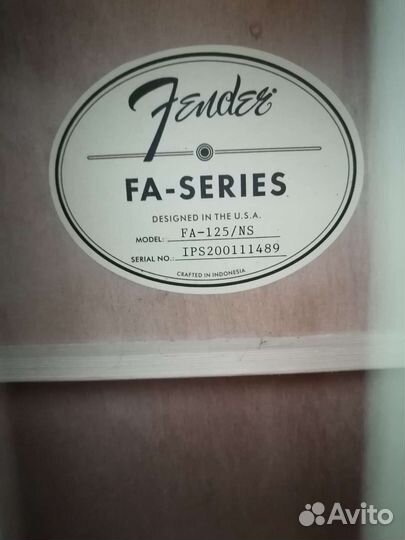 Fender
FA-SERIES
DESIGNED IN THE U.S.A.
MODEL: FA-125/NS
SERIAL NO.: IPS200111489
CRAFTED IN INDONESIA
Avito